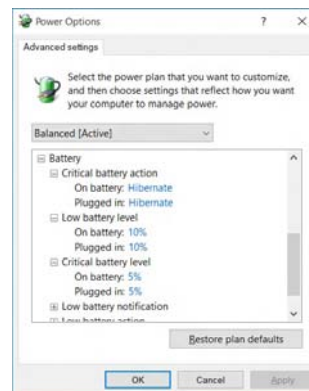 Power Options
Advanced settings
Select the power plan that you want to customize,
and then choose settings that reflect how you want
your computer to manage power.
Balanced [Active]
Battery
Critical battery action
On battery: Hibernate
Plugged in: Hibernate
Low battery level
On battery: 10%
Plugged in: 10%
Critical battery level
On battery: 5%
Plugged in: 5%
Low battery notification
Low battery action
Restore plan defaults
OK Cancel Apply